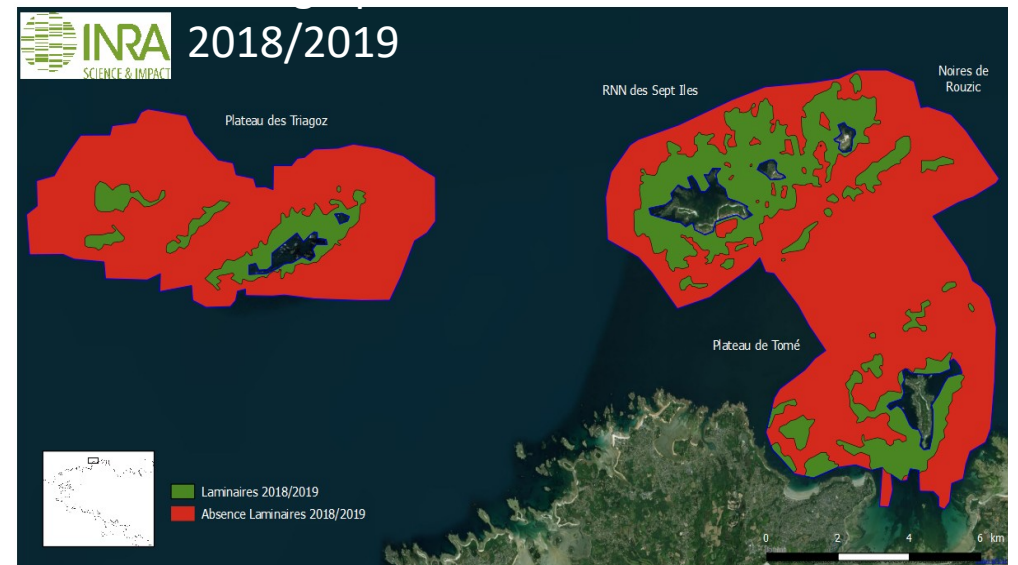 INRA
SCIENCE & IMPACT
2018/2019
Plateau des Triagoz
RNN des Sept Iles
Noires de
Rouzic
Plateau de Tomé
Laminaires 2018/2019
Absence Laminaires 2018/2019
0 2 4 6 km